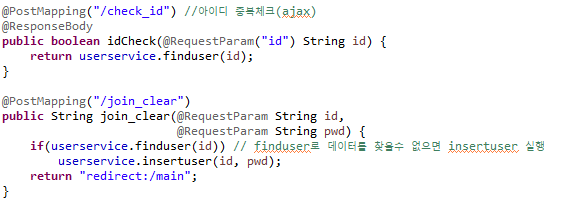 @PostMapping("/check_id") //아이디 중복체크(ajax)
@ResponseBody
public boolean idCheck(@RequestParam("id") String id) {
    return userservice.finduser(id);
}

@PostMapping("/join_clear")
public String join_clear(@RequestParam String id,
                         @RequestParam String pwd) {
    if(userservice.finduser(id)) // finduser로 데이터를 찾을수 없으면 insertuser 실행
        userservice.insertuser(id, pwd);
    return "redirect:/main";
}